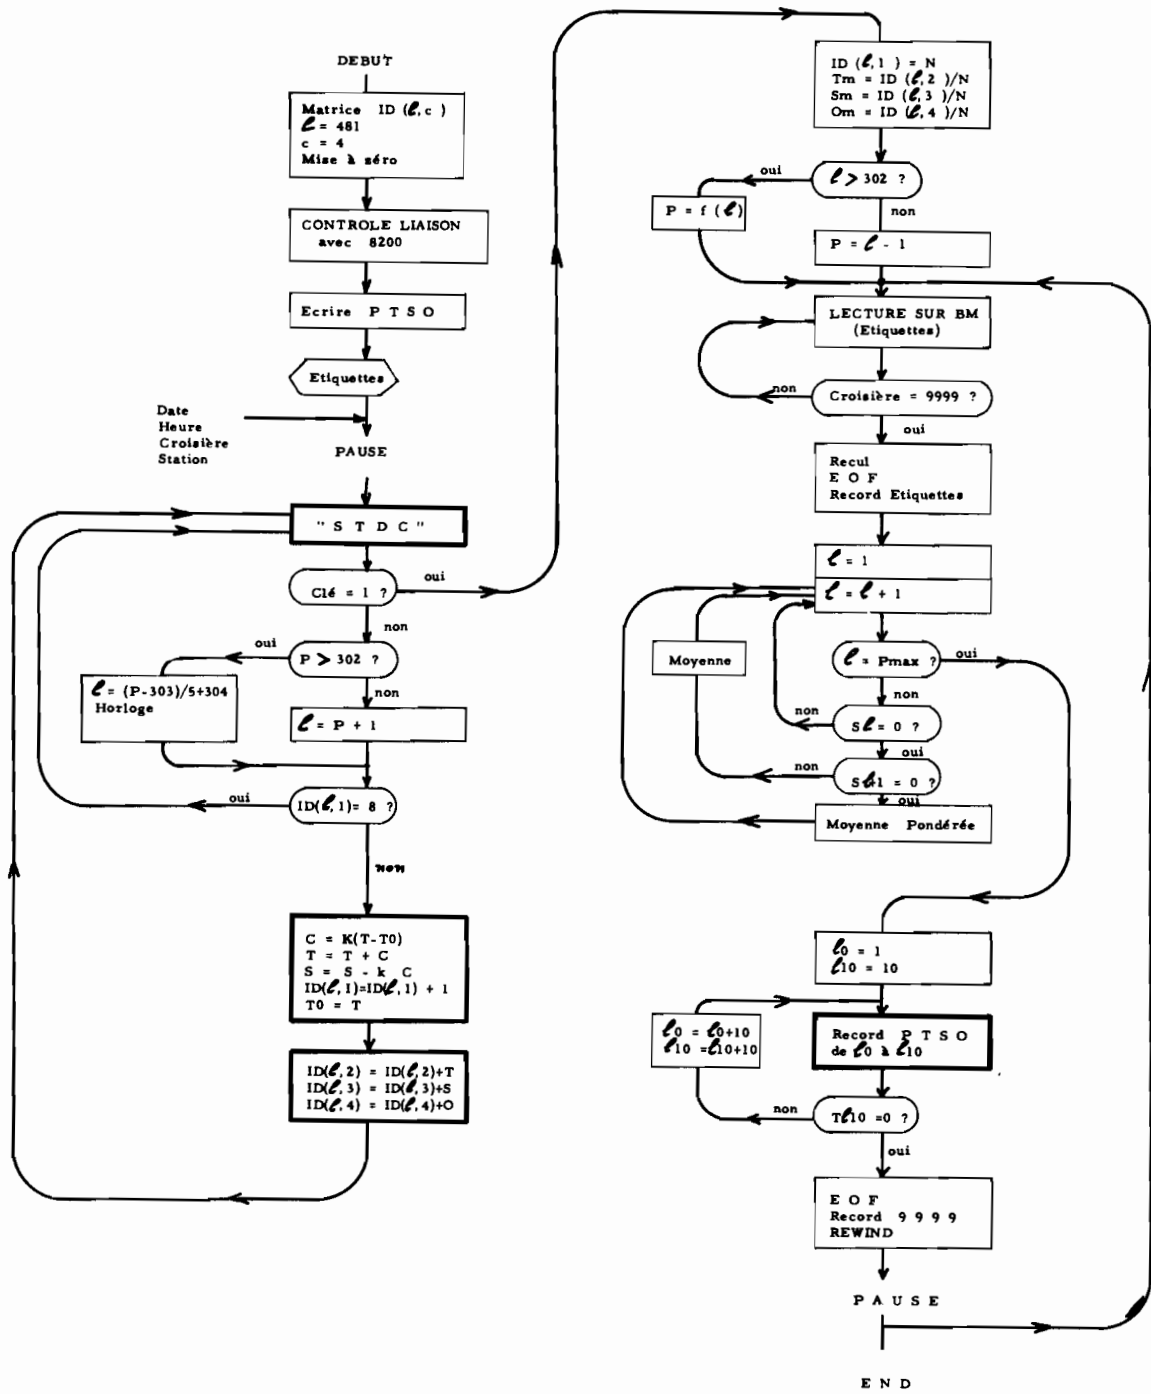 DEBUT
Matrice ID (ℓ,c )
ℓ = 481
c = 4
Mise à séro
CONTROLE LIAISON
avec 8200
Ecrire P T S O
Etiquettes
Date
Heure
Croisière
Station
PAUSE
" S T D C "
Clé = 1 ?
oui
non
P > 302 ?
oui
non
ℓ = (P-303)/5+304
Horloge
ℓ = P + 1
ID(ℓ,1)= 8 ?
oui
non
C = K(T-T0)
T = T + C
S = S - k C
ID(ℓ,1)=ID(ℓ,1) + 1
T0 = T
ID(ℓ,2) = ID(ℓ,2)+T
ID(ℓ,3) = ID(ℓ,3)+S
ID(ℓ,4) = ID(ℓ,4)+O
ID (ℓ,1 ) = N
Tm = ID (ℓ,2 )/N
Sm = ID (ℓ,3 )/N
Om = ID (ℓ,4 )/N
ℓ > 302 ?
oui
non
P = f (ℓ)
P = ℓ - 1
LECTURE SUR BM
(Etiquettes)
Croisière = 9999 ?
non
oui
Recul
E O F
Record Etiquettes
ℓ = 1
ℓ = ℓ + 1
Moyenne
ℓ = Pmax ?
oui
non
Sℓ = 0 ?
non
oui
Sℓ+1 = 0 ?
non
oui
Moyenne Pondérée
ℓ0 = 1
ℓ10 = 10
ℓ0 = ℓ0+10
ℓ10 =ℓ10+10
Record P T S O
de ℓ0 à ℓ10
Tℓ10 =0 ?
non
oui
E O F
Record 9 9 9 9
REWIND
P A U S E
E N D